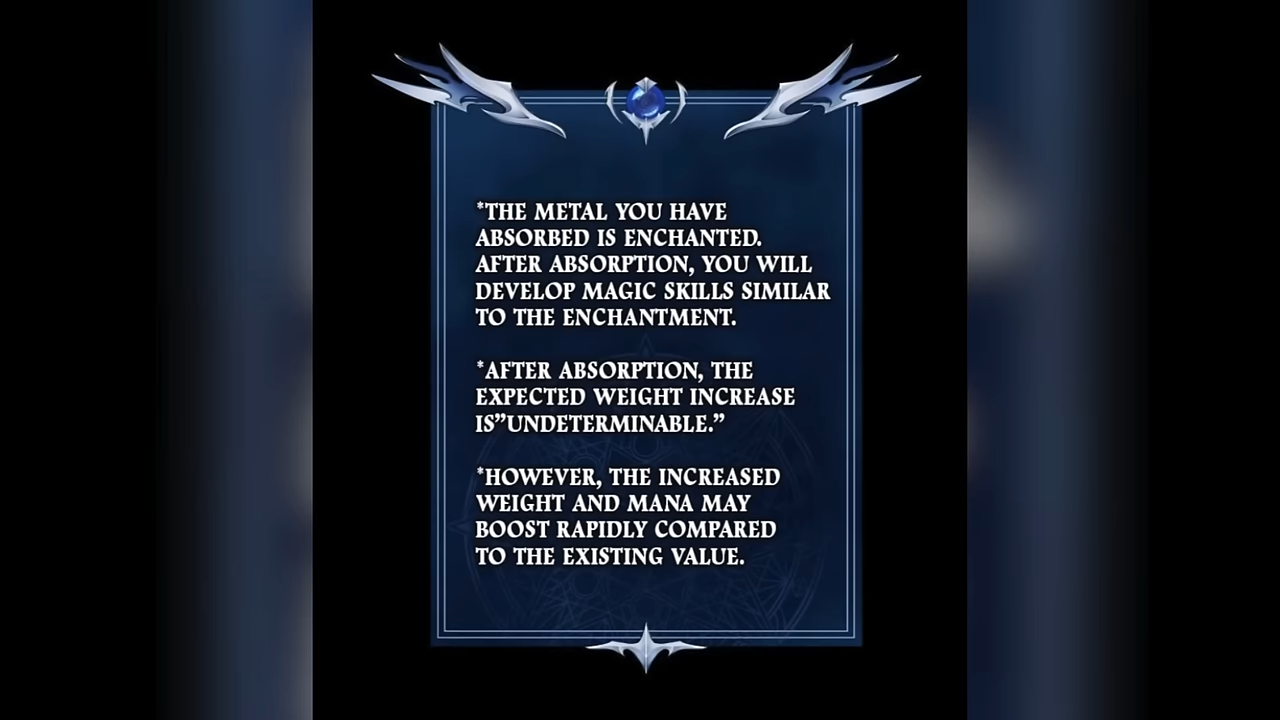 *THE METAL YOU HAVE
ABSORBED IS ENCHANTED.
AFTER ABSORPTION, YOU WILL
DEVELOP MAGIC SKILLS SIMILAR
TO THE ENCHANTMENT.
*AFTER ABSORPTION, THE
EXPECTED WEIGHT INCREASE
IS”UNDETERMINABLE.”
*HOWEVER, THE INCREASED
WEIGHT AND MANA MAY
BOOST RAPIDLY COMPARED
TO THE EXISTING VALUE.